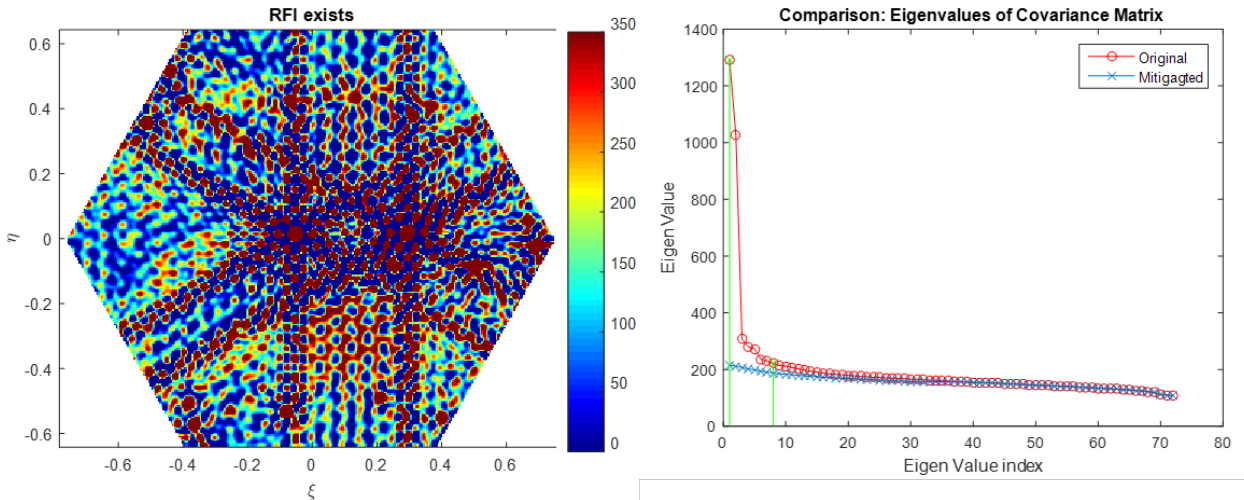 RFI exists
0.6
0.4
0.2
0
-0.2
-0.4
-0.6
η
-0.6 -0.4 -0.2 0 0.2 0.4 0.6
ξ
350
300
250
200
150
100
50
0
Comparison: Eigenvalues of Covariance Matrix
1400
1200
1000
800
600
400
200
0
Eigen Value
Original
Mitigagted
0 10 20 30 40 50 60 70 80
Eigen Value index